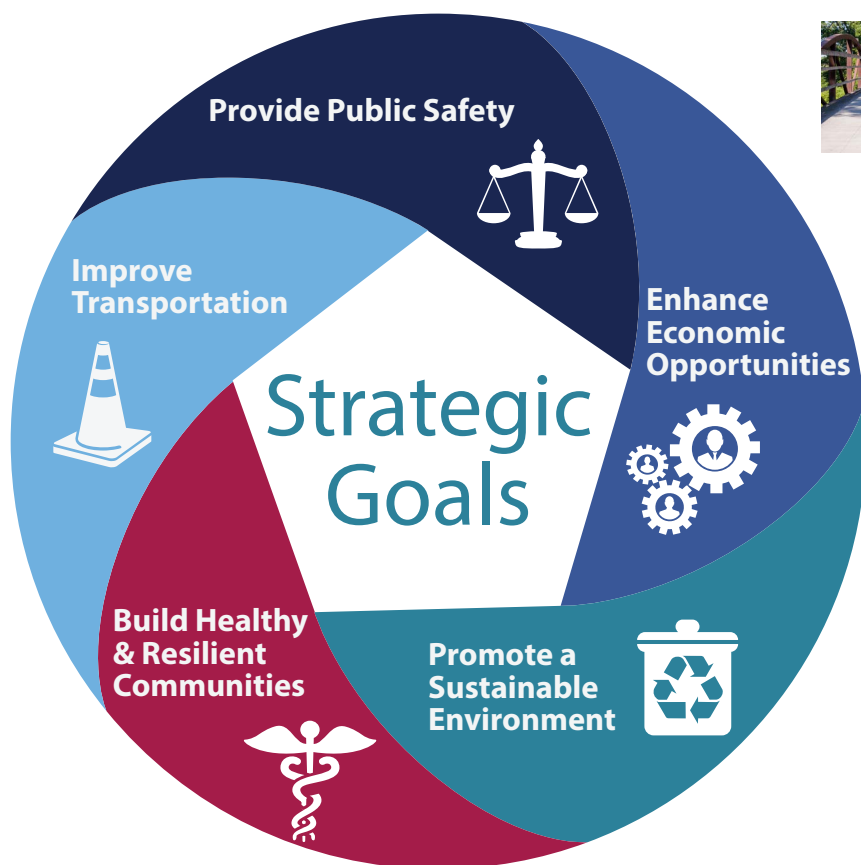 Provide Public Safety
Improve
Transportation
Enhance
Economic
Opportunities
Strategic
Goals
Build Healthy
& Resilient
Communities
Promote a
Sustainable
Environment